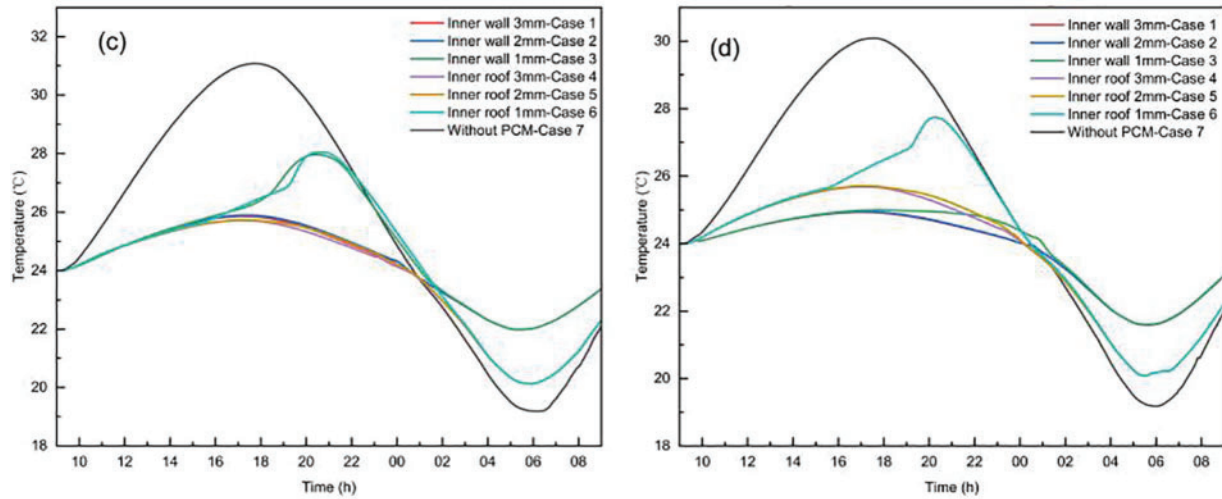 (c)
Inner wall 3mm-Case 1
Inner wall 2mm-Case 2
Inner wall 1mm-Case 3
Inner roof 3mm-Case 4
Inner roof 2mm-Case 5
Inner roof 1mm-Case 6
Without PCM-Case 7
Temperature (℃)
32
30
28
26
24
22
20
18
10 12 14 16 18 20 22 00 02 04 06 08
Time (h)
(d)
Inner wall 3mm-Case 1
Inner wall 2mm-Case 2
Inner wall 1mm-Case 3
Inner roof 3mm-Case 4
Inner roof 2mm-Case 5
Inner roof 1mm-Case 6
Without PCM-Case 7
Temperature (℃)
30
28
26
24
22
20
18
10 12 14 16 18 20 22 00 02 04 06 08
Time (h)